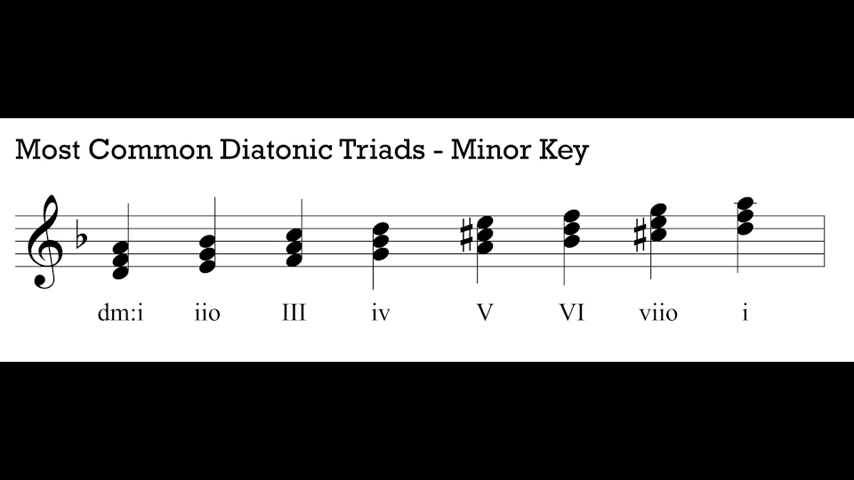 Most Common Diatonic Triads - Minor Key
dm:i iio III iv V VI viio i